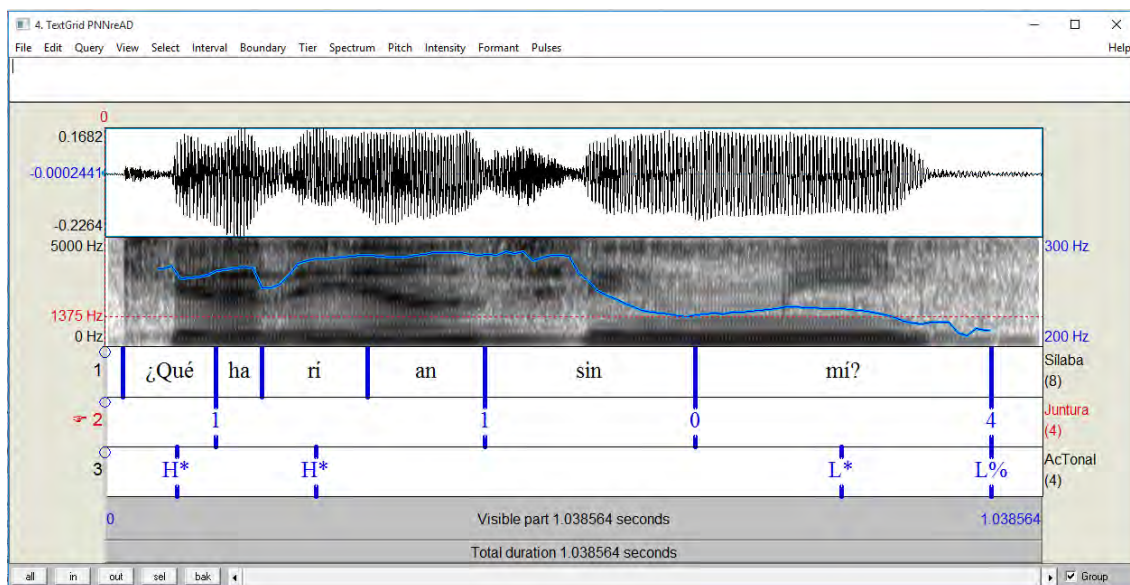 4. TextGrid PNNreAD
File Edit Query View Select Interval Boundary Tier Spectrum Pitch Intensity Formant Pulses Help
0
0.1682
-0.0002441
-0.2264
5000 Hz 300 Hz
1375 Hz
0 Hz 200 Hz
1 ¿Qué ha rí an sin mí? Sílaba
(8)
2 1 1 0 4 Juntura
(4)
3 H* H* L* L% AcTonal
(4)
0 Visible part 1.038564 seconds 1.038564
Total duration 1.038564 seconds
all in out sel bak Group